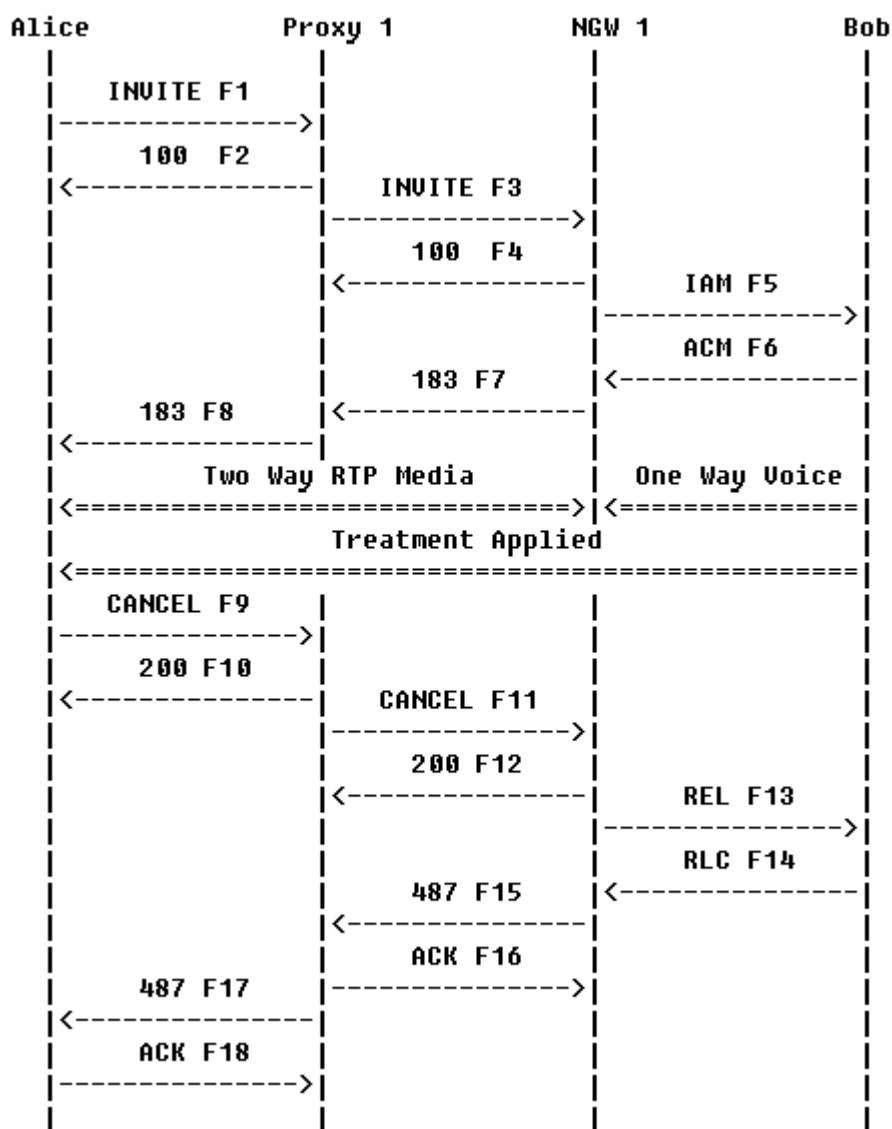 Alice Proxy 1 NGW 1 Bob
INVITE F1
100 F2
INVITE F3
100 F4
IAM F5
ACM F6
183 F7
183 F8
Two Way RTP Media One Way Voice
Treatment Applied
CANCEL F9
200 F10
CANCEL F11
200 F12
REL F13
RLC F14
487 F15
ACK F16
487 F17
ACK F18